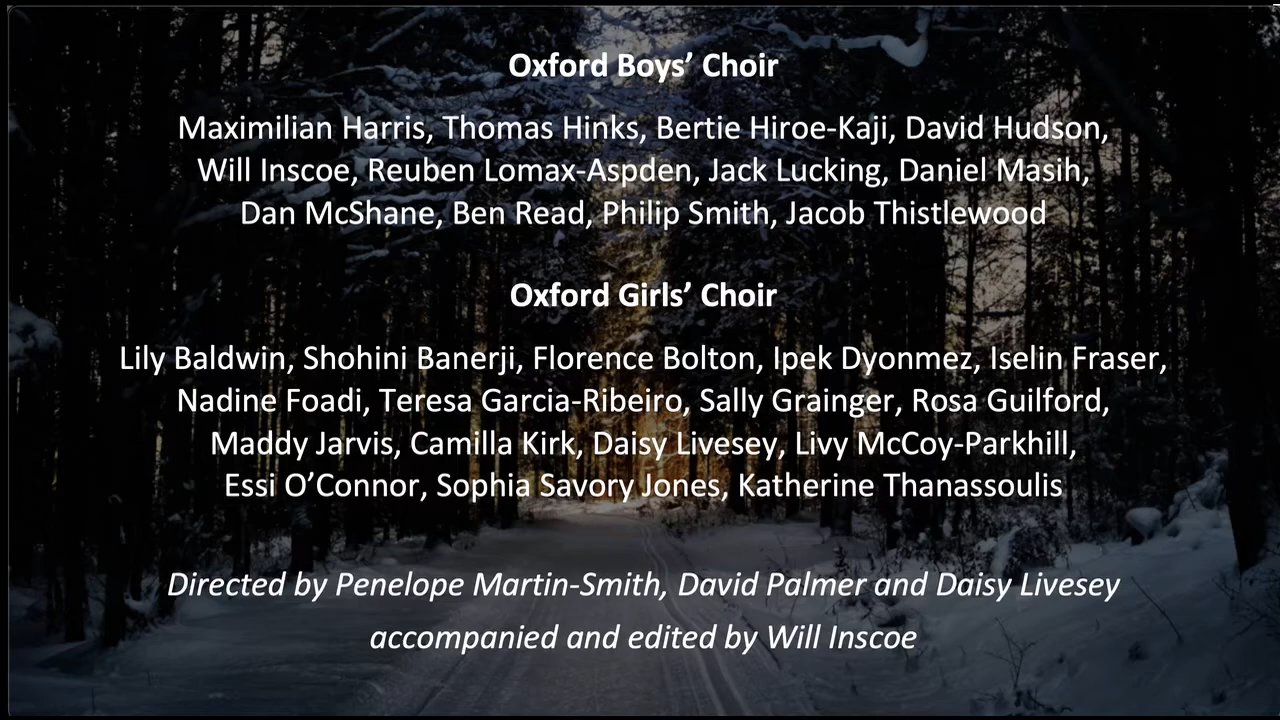 Oxford Boys’ Choir
Maximilian Harris, Thomas Hinks, Bertie Hiroe-Kaji, David Hudson,
Will Inscoe, Reuben Lomax-Aspden, Jack Lucking, Daniel Masih,
Dan McShane, Ben Read, Philip Smith, Jacob Thistlewood
Oxford Girls’ Choir
Lily Baldwin, Shohini Banerji, Florence Bolton, Ipek Dyonmez, Iselin Fraser,
Nadine Foadi, Teresa Garcia-Ribeiro, Sally Grainger, Rosa Guilford,
Maddy Jarvis, Camilla Kirk, Daisy Livesey, Livy McCoy-Parkhill,
Essi O’Connor, Sophia Savory Jones, Katherine Thanassoulis
Directed by Penelope Martin-Smith, David Palmer and Daisy Livesey
accompanied and edited by Will Inscoe